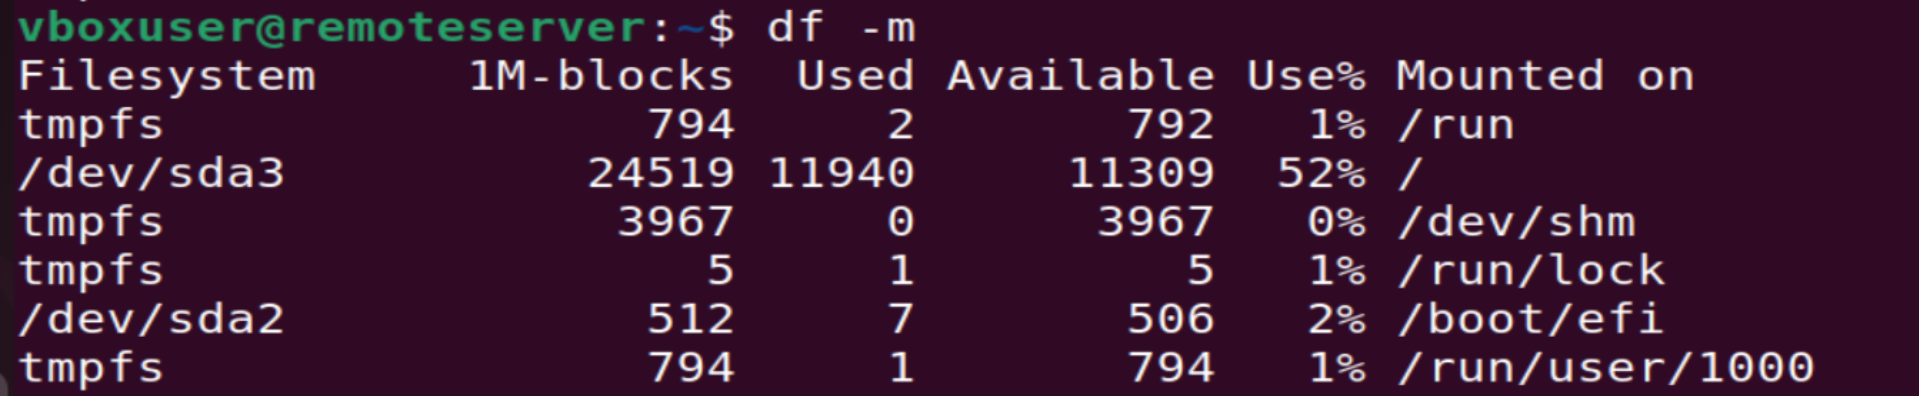 vboxuser@remoteserver:~$ df -m
Filesystem     1M-blocks  Used Available Use% Mounted on
tmpfs                794     2       792   1% /run
/dev/sda3          24519 11940     11309  52% /
tmpfs               3967     0      3967   0% /dev/shm
tmpfs                  5     1         5   1% /run/lock
/dev/sda2            512     7       506   2% /boot/efi
tmpfs                794     1       794   1% /run/user/1000